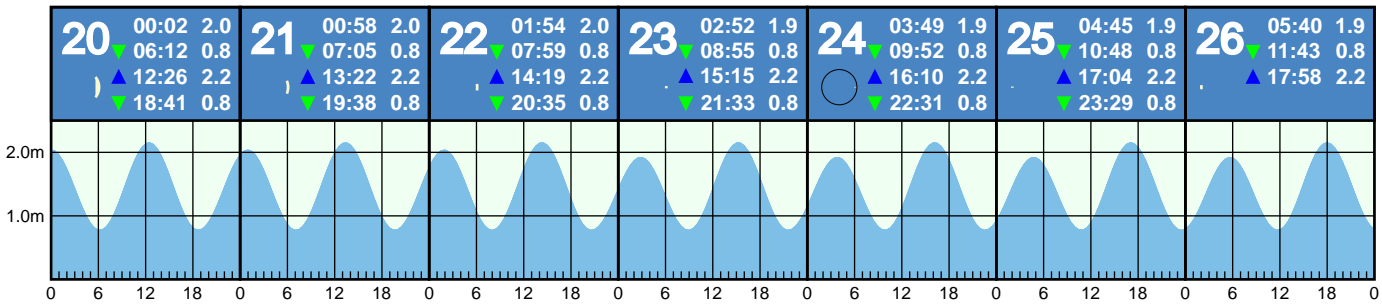 20 00:02 2.0
▼ 06:12 0.8
▲ 12:26 2.2
▼ 18:41 0.8
21 00:58 2.0
▼ 07:05 0.8
▲ 13:22 2.2
▼ 19:38 0.8
22 01:54 2.0
▼ 07:59 0.8
▲ 14:19 2.2
▼ 20:35 0.8
23 02:52 1.9
▼ 08:55 0.8
▲ 15:15 2.2
▼ 21:33 0.8
24 03:49 1.9
▼ 09:52 0.8
▲ 16:10 2.2
▼ 22:31 0.8
25 04:45 1.9
▼ 10:48 0.8
▲ 17:04 2.2
▼ 23:29 0.8
26 05:40 1.9
▼ 11:43 0.8
▲ 17:58 2.2
2.0m
1.0m
0 6 12 18 0 6 12 18 0 6 12 18 0 6 12 18 0 6 12 18 0 6 12 18 0 6 12 18 0